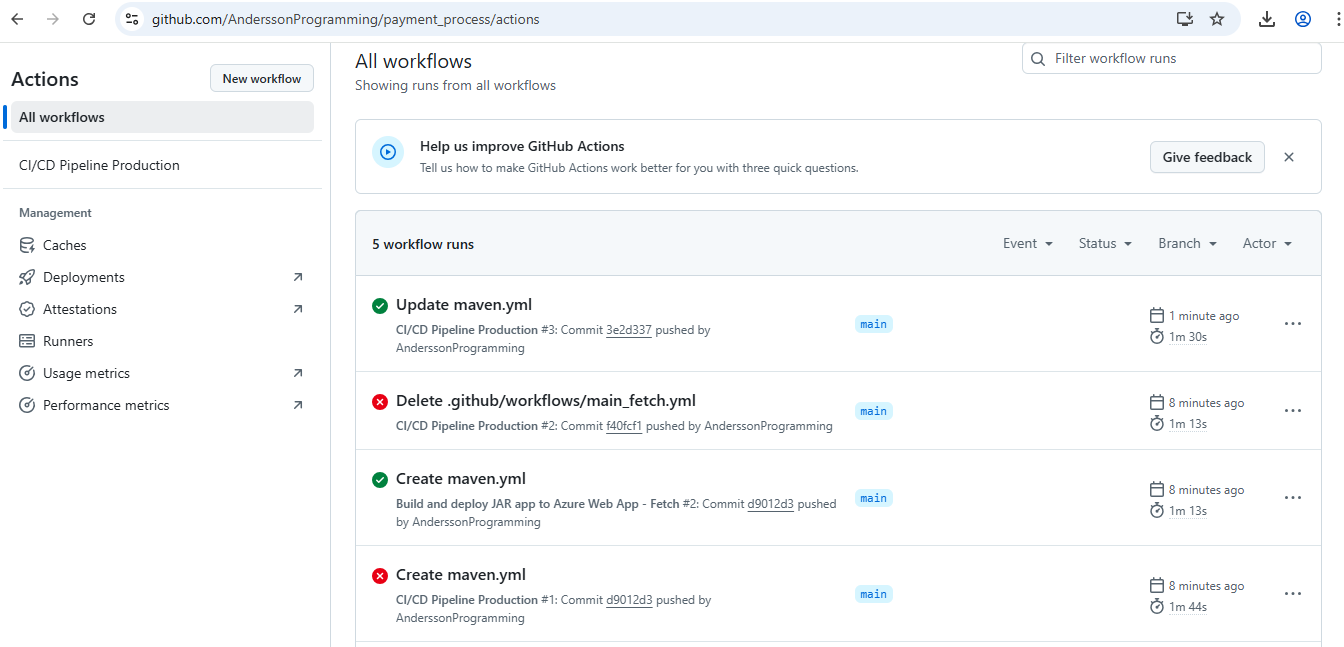 github.com/AnderssonProgramming/payment_process/actions
Actions
New workflow
All workflows
CI/CD Pipeline Production
Management
Caches
Deployments
Attestations
Runners
Usage metrics
Performance metrics
All workflows
Showing runs from all workflows
Filter workflow runs
Help us improve GitHub Actions
Tell us how to make GitHub Actions work better for you with three quick questions.
Give feedback
5 workflow runs
Event
Status
Branch
Actor
Update maven.yml
CI/CD Pipeline Production #3: Commit 3e2d337 pushed by
AnderssonProgramming
main
1 minute ago
1m 30s
Delete .github/workflows/main_fetch.yml
CI/CD Pipeline Production #2: Commit f40fcf1 pushed by AnderssonProgramming
main
8 minutes ago
1m 13s
Create maven.yml
Build and deploy JAR app to Azure Web App - Fetch #2: Commit d9012d3 pushed
by AnderssonProgramming
main
8 minutes ago
1m 13s
Create maven.yml
CI/CD Pipeline Production #1: Commit d9012d3 pushed by
AnderssonProgramming
main
8 minutes ago
1m 44s